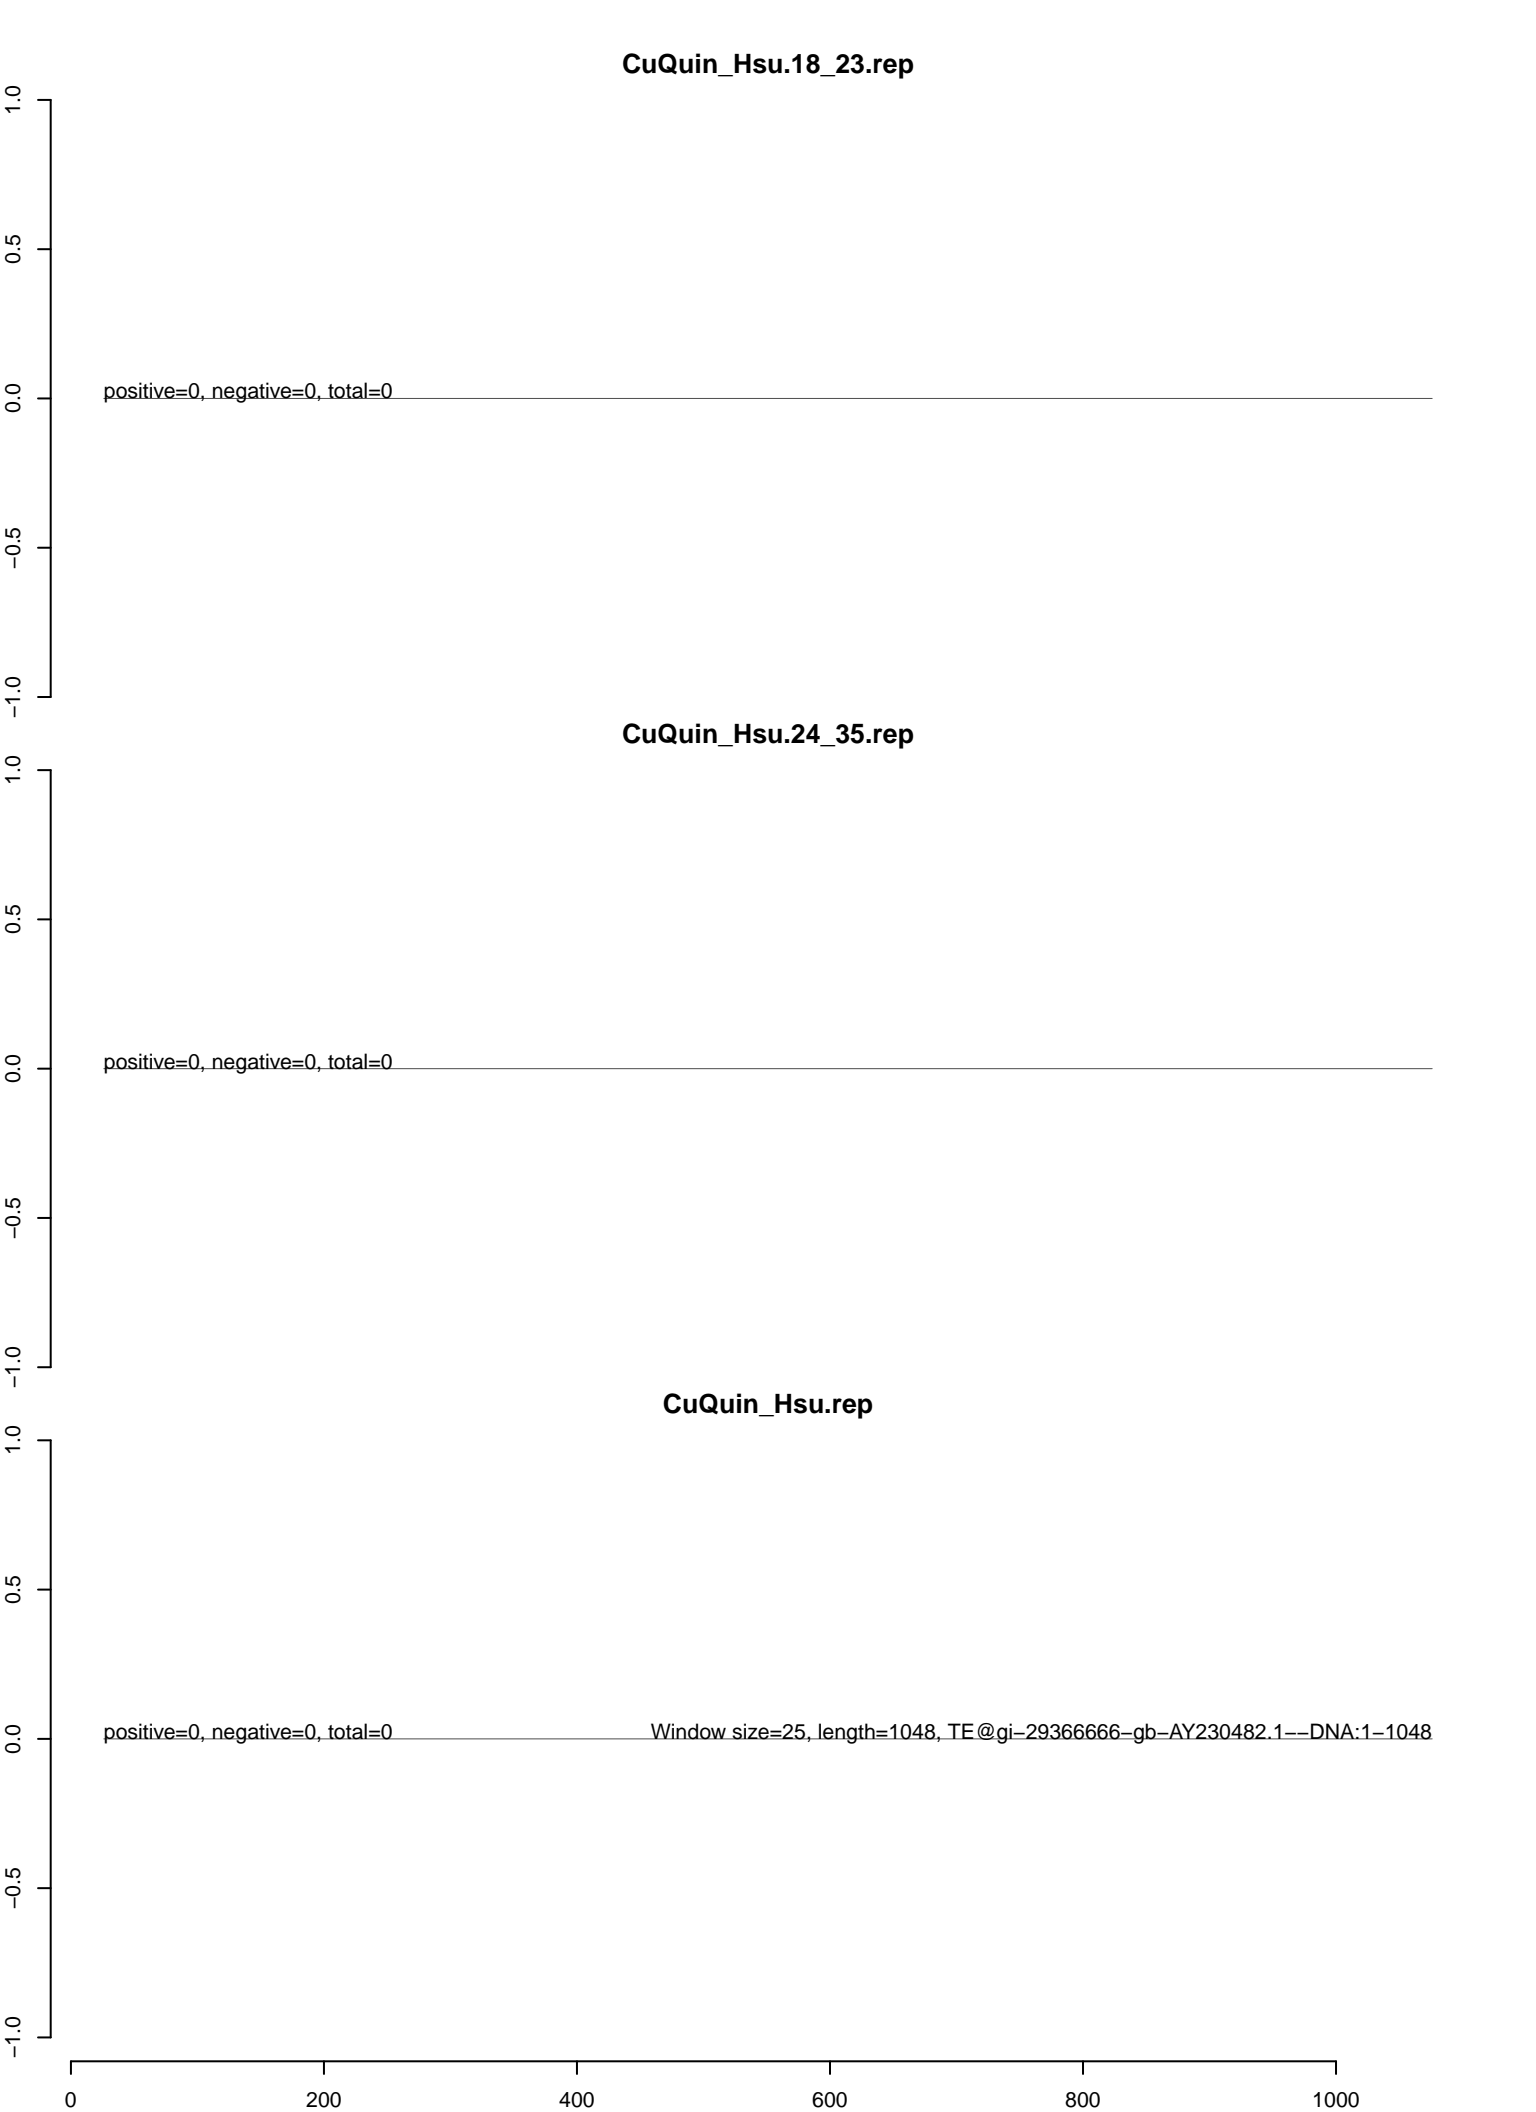 CuQuin_Hsu.18_23.rep
1.0
0.5
0.0
−0.5
−1.0
positive=0, negative=0, total=0
CuQuin_Hsu.24_35.rep
1.0
0.5
0.0
−0.5
−1.0
positive=0, negative=0, total=0
CuQuin_Hsu.rep
1.0
0.5
0.0
−0.5
−1.0
positive=0, negative=0, total=0
Window size=25, length=1048, TE@gi−29366666−gb−AY230482.1−−DNA:1−1048
0 200 400 600 800 1000